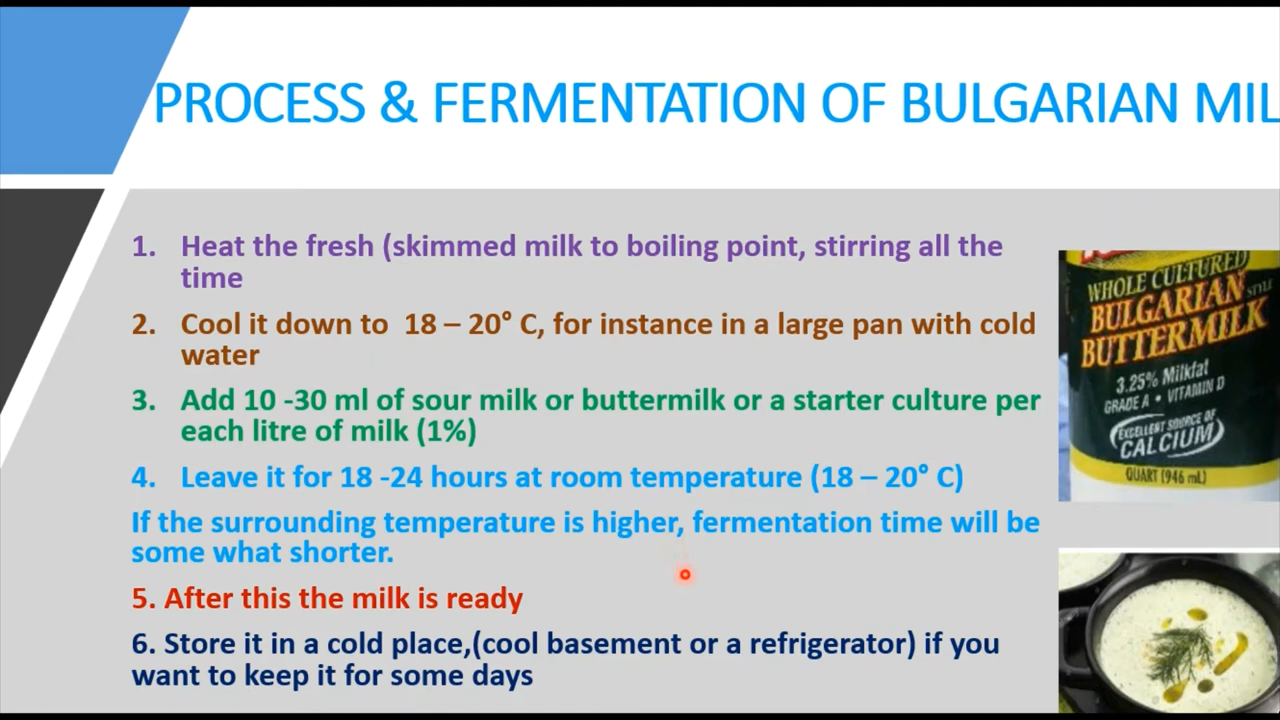 PROCESS & FERMENTATION OF BULGARIAN MIL
1. Heat the fresh (skimmed milk to boiling point, stirring all the
time
2. Cool it down to 18 – 20° C, for instance in a large pan with cold
water
3. Add 10 -30 ml of sour milk or buttermilk or a starter culture per
each litre of milk (1%)
4. Leave it for 18 -24 hours at room temperature (18 – 20° C)
If the surrounding temperature is higher, fermentation time will be
some what shorter.
5. After this the milk is ready
6. Store it in a cold place,(cool basement or a refrigerator) if you
want to keep it for some days
WHOLE CULTURED
BULGARIAN STYLE
BUTTERMILK
3.25% Milkfat
GRADE A • VITAMIN D
EXCELLENT SOURCE OF
CALCIUM
QUART (946 mL)